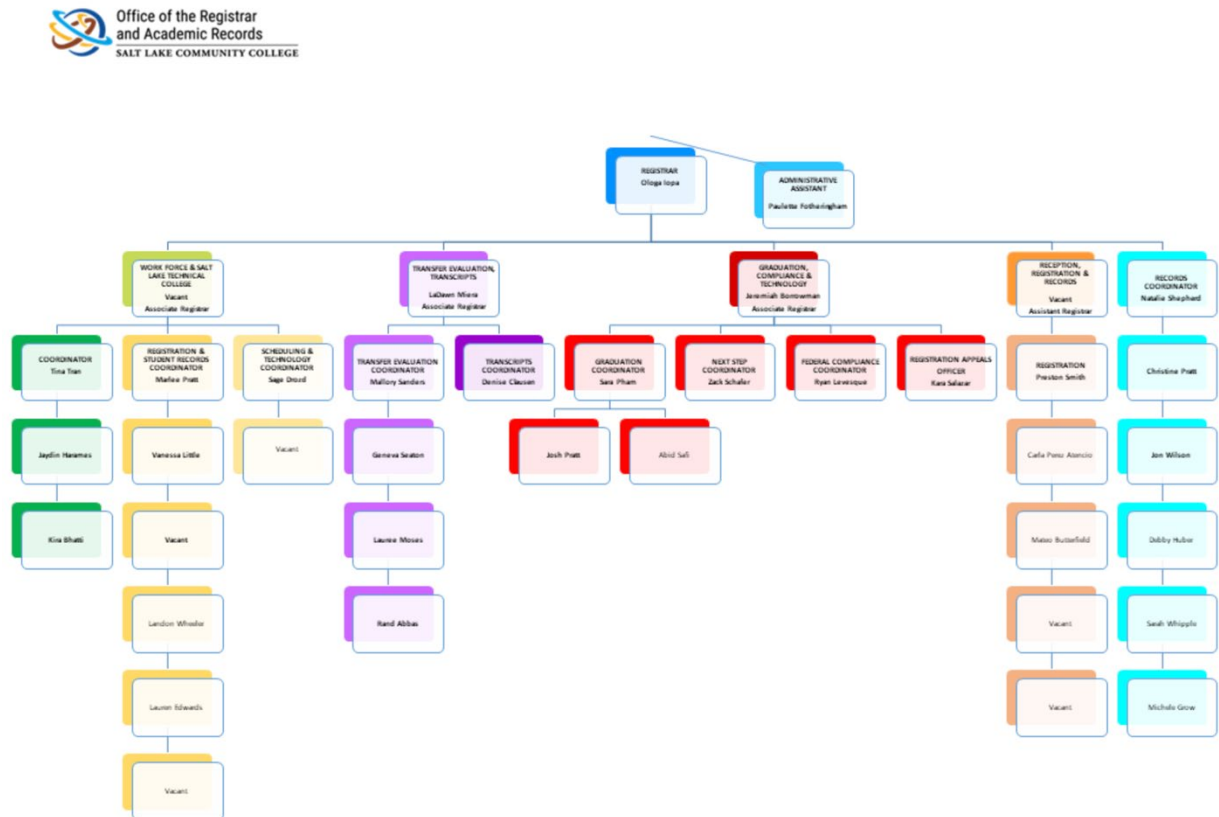 Office of the Registrar
and Academic Records
SALT LAKE COMMUNITY COLLEGE
REGISTRAR
Ologa Iopa
ADMINISTRATIVE
ASSISTANT
Paulette Fotheringham
WORK FORCE & SALT
LAKE TECHNICAL
COLLEGE
Vacant
Associate Registrar
TRANSFER EVALUATION,
TRANSCRIPTS
LaDawn Miera
Associate Registrar
GRADUATION,
COMPLIANCE &
TECHNOLOGY
Jeremiah Borrowman
Associate Registrar
RECEPTION,
REGISTRATION &
RECORDS
Vacant
Assistant Registrar
RECORDS
COORDINATOR
Natalie Shepherd
COORDINATOR
Tina Tran
REGISTRATION &
STUDENT RECORDS
COORDINATOR
Marlee Pratt
SCHEDULING &
TECHNOLOGY
COORDINATOR
Sage Drozd
TRANSFER EVALUATION
COORDINATOR
Mallory Sanders
TRANSCRIPTS
COORDINATOR
Denise Clausen
GRADUATION
COORDINATOR
Sara Pham
NEXT STEP
COORDINATOR
Zack Schafer
FEDERAL COMPLIANCE
COORDINATOR
Ryan Levesque
REGISTRATION APPEALS
OFFICER
Kara Salazar
REGISTRATION
Preston Smith
Christine Pratt
Jaydin Harames
Vanessa Little
Vacant
Geneva Seaton
Josh Pratt
Abid Safi
Carla Perez Atencio
Jon Wilson
Kira Bhatti
Vacant
Lauree Moses
Mateo Butterfield
Debby Huber
Landon Wheeler
Rand Abbas
Vacant
Sarah Whipple
Lauren Edwards
Vacant
Michele Grow
Vacant